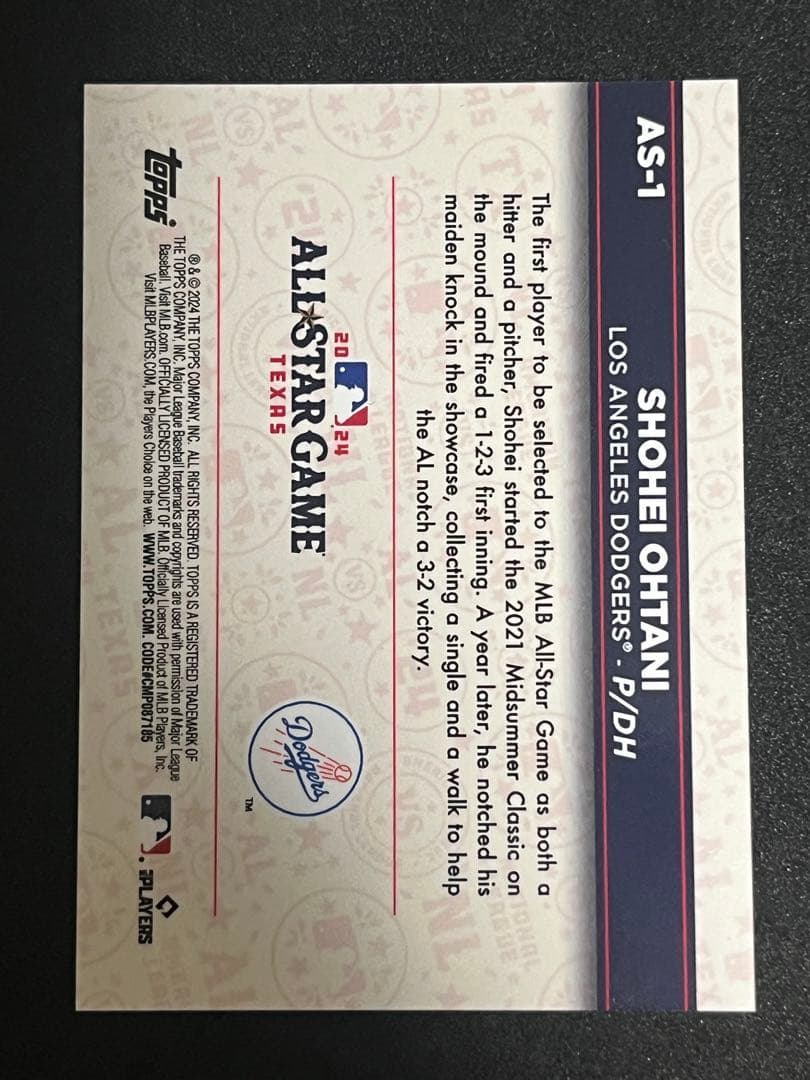 AS-1
SHOHEI OHTANI
LOS ANGELES DODGERS® - P/DH
The first player to be selected to the MLB All-Star Game as both a
hitter and a pitcher, Shohei started the 2021 Midsummer Classic on
the mound and fired a 1-2-3 first inning. A year later, he notched his
maiden knock in the showcase, collecting a single and a walk to help
the AL notch a 3-2 victory.
20 24
ALL STAR GAME
TEXAS
Dodgers
TM
topps
® & © 2024 THE TOPPS COMPANY, INC. ALL RIGHTS RESERVED. TOPPS IS A REGISTERED TRADEMARK OF
THE TOPPS COMPANY, INC. Major League Baseball trademarks and copyrights are used with permission of Major League
Baseball. Visit MLB.com. OFFICIALLY LICENSED PRODUCT OF MLB. Officially Licensed Product of MLB Players, Inc.
Visit MLBPLAYERS.COM, the Players Choice on the web. WWW.TOPPS.COM. CODE#CMP087185
PLAYERS